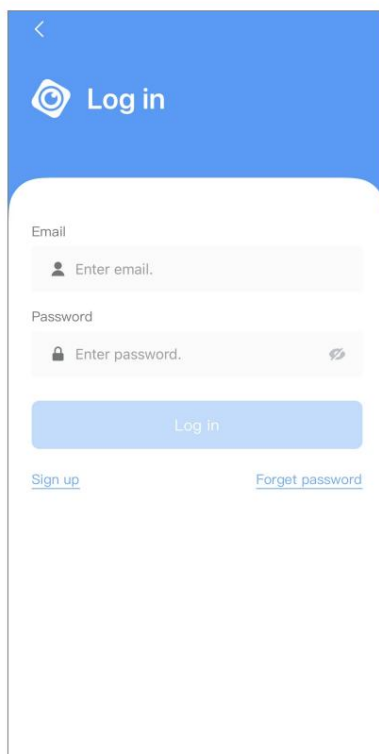 Log in
Email
Enter email.
Password
Enter password.
Log in
Sign up
Forget password